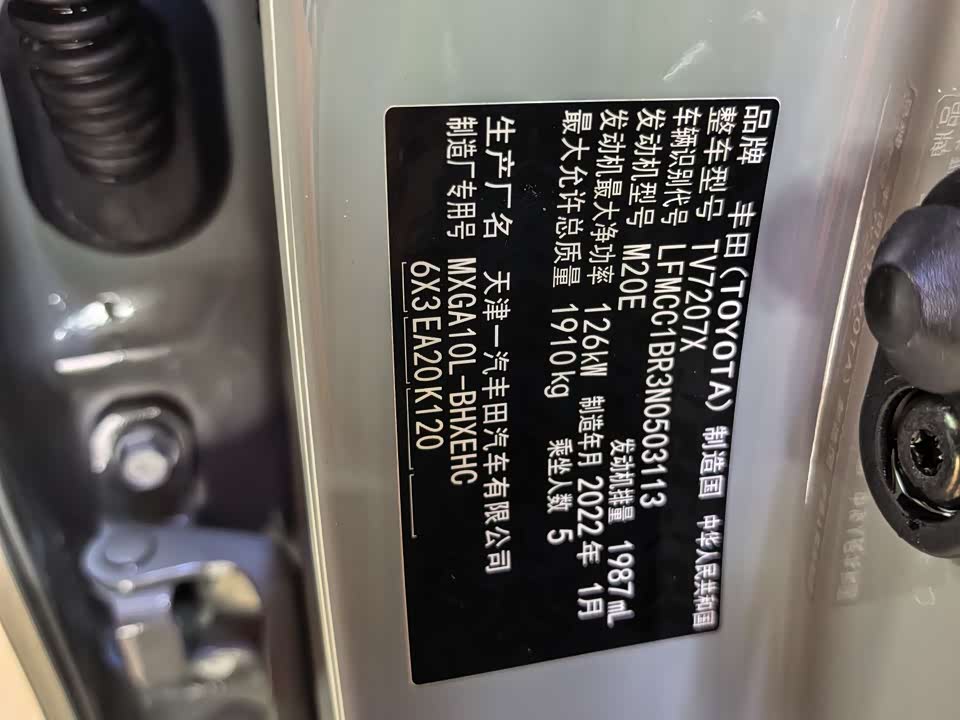 品牌 丰田(TOYOTA) 制造国 中华人民共和国
整车型号 TV7207X
车辆识别代号 LFMCC1BR3N0503113
发动机型号 M20E 发动机排量 1987mL
发动机最大净功率 126kW 制造年月 2022年 1月
最大允许总质量 1910kg 乘坐人数 5
生产厂名 天津一汽丰田汽车有限公司
制造厂专用号 MXGA10L-BHXEHC
6X3EA20K120